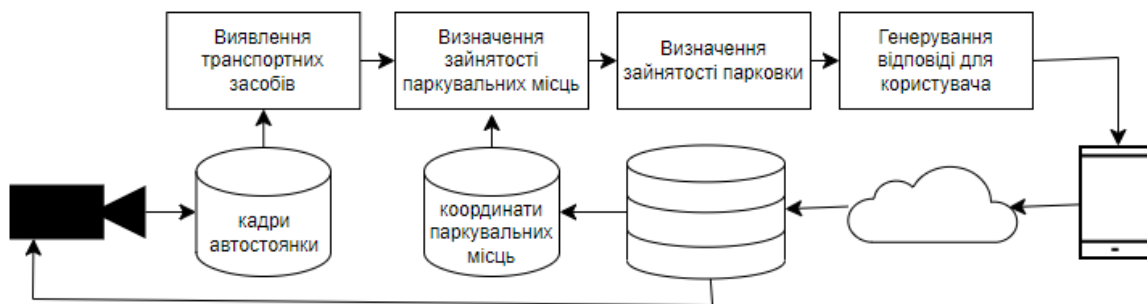 Виявлення
транспортних
засобів
Визначення
зайнятості
паркувальних місць
Визначення
зайнятості парковки
Генерування
відповіді для
користувача
кадри
автостоянки
координати
паркувальних
місць